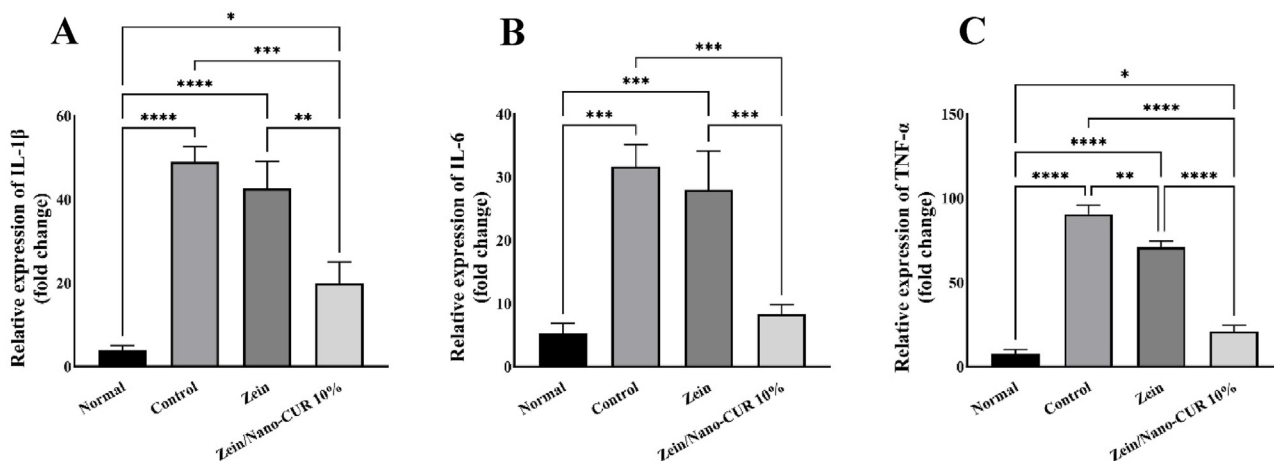 A
*
***
****
****
**
Relative expression of IL-1β
(fold change)
60
40
20
0
Normal
Control
Zein
Zein/Nano-CUR 10%
B
***
***
***
***
Relative expression of IL-6
(fold change)
40
30
20
10
0
Normal
Control
Zein
Zein/Nano-CUR 10%
C
*
****
****
****
**
****
Relative expression of TNF-α
(fold change)
150
100
50
0
Normal
Control
Zein
Zein/Nano-CUR 10%